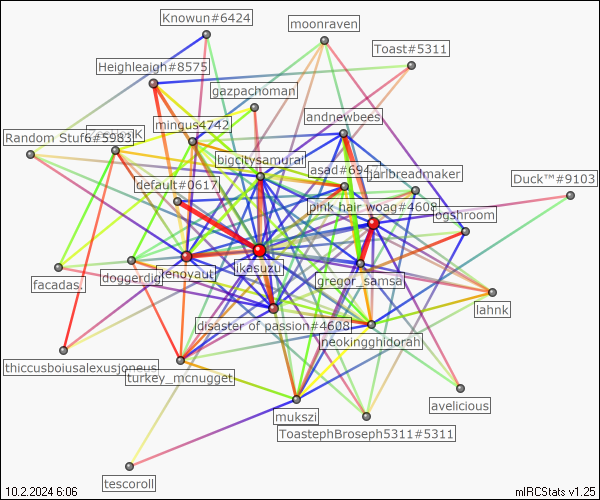 Knowun#6424
moonraven
Toast#5311
Heighleigh#8575
gazpachoman
andnewbees
mingus4742
Random Stuff#5983
bigcitysamurai
asad#694
jarlbreadmaker
Duck™#9103
default#0617
pink hair woag#4608
ogshroom
kenoyaut
ikasuzu
doggerdig
gregor_samsa
facadas.
lahnk
disaster of passion#4608
neokingghidorah
thiccusboiusalexusjoneus
turkey_mcnugget
avelicious
mukszi
ToastephBroseph5311#5311
tescoroll
10.2.2024 6:06
mIRCStats v1.25